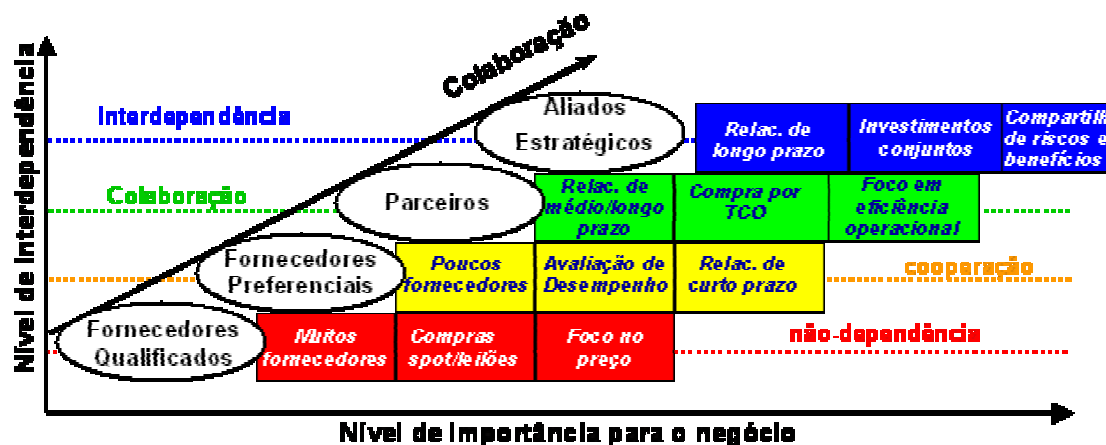 Nível de Interdependência
Colaboração
Interdependência
Aliados
Estratégicos
Relac. de
longo prazo
Investimentos
conjuntos
de riscos e
benefícios
Colaboração
Parceiros
Relac. de
médio/longo
prazo
Compra por
TCO
Foco em
eficiência
operacional
Fornecedores
Preferenciais
Poucos
fornecedores
Avaliação de
Desempenho
Relac. de
curto prazo
cooperação
Fornecedores
Qualificados
Muitos
fornecedores
Compras
spot/leilões
Foco no
preço
não-dependência
Nível de importância para o negócio